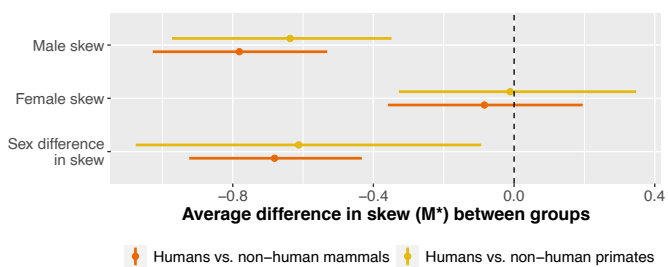 Male skew
Female skew
Sex difference
in skew
−0.8 −0.4 0.0 0.4
Average difference in skew (M*) between groups
Humans vs. non−human mammals Humans vs. non−human primates